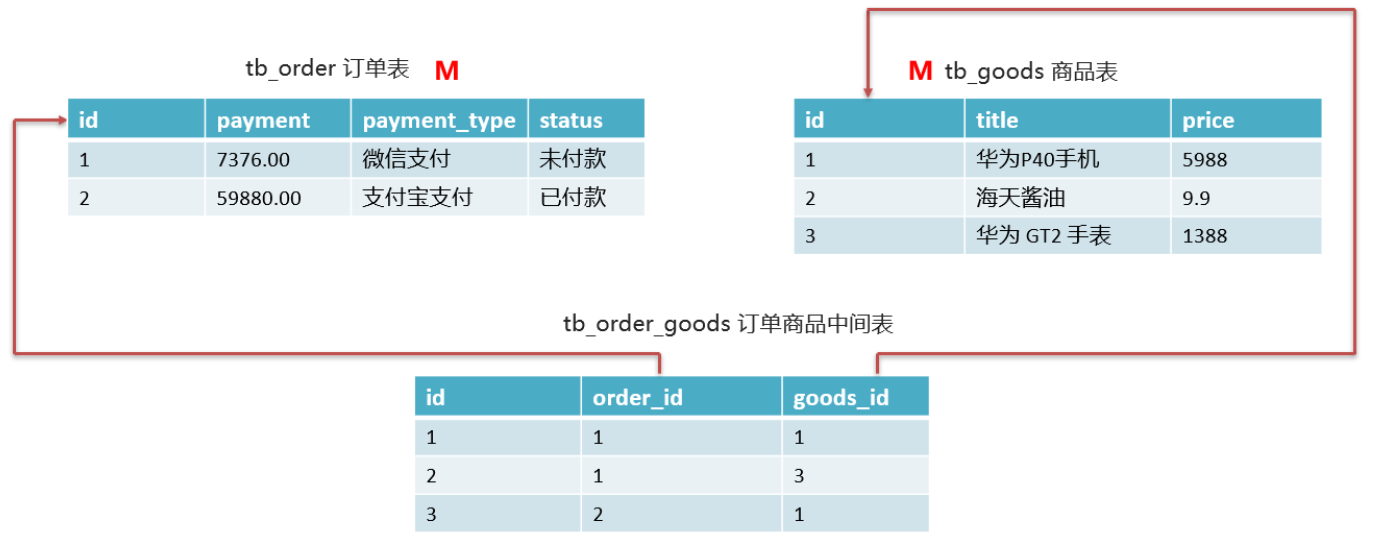 tb_order 订单表 M
id payment payment_type status
1 7376.00 微信支付 未付款
2 59880.00 支付宝支付 已付款
M tb_goods 商品表
id title price
1 华为P40手机 5988
2 海天酱油 9.9
3 华为 GT2 手表 1388
tb_order_goods 订单商品中间表
id order_id goods_id
1 1 1
2 1 3
3 2 1